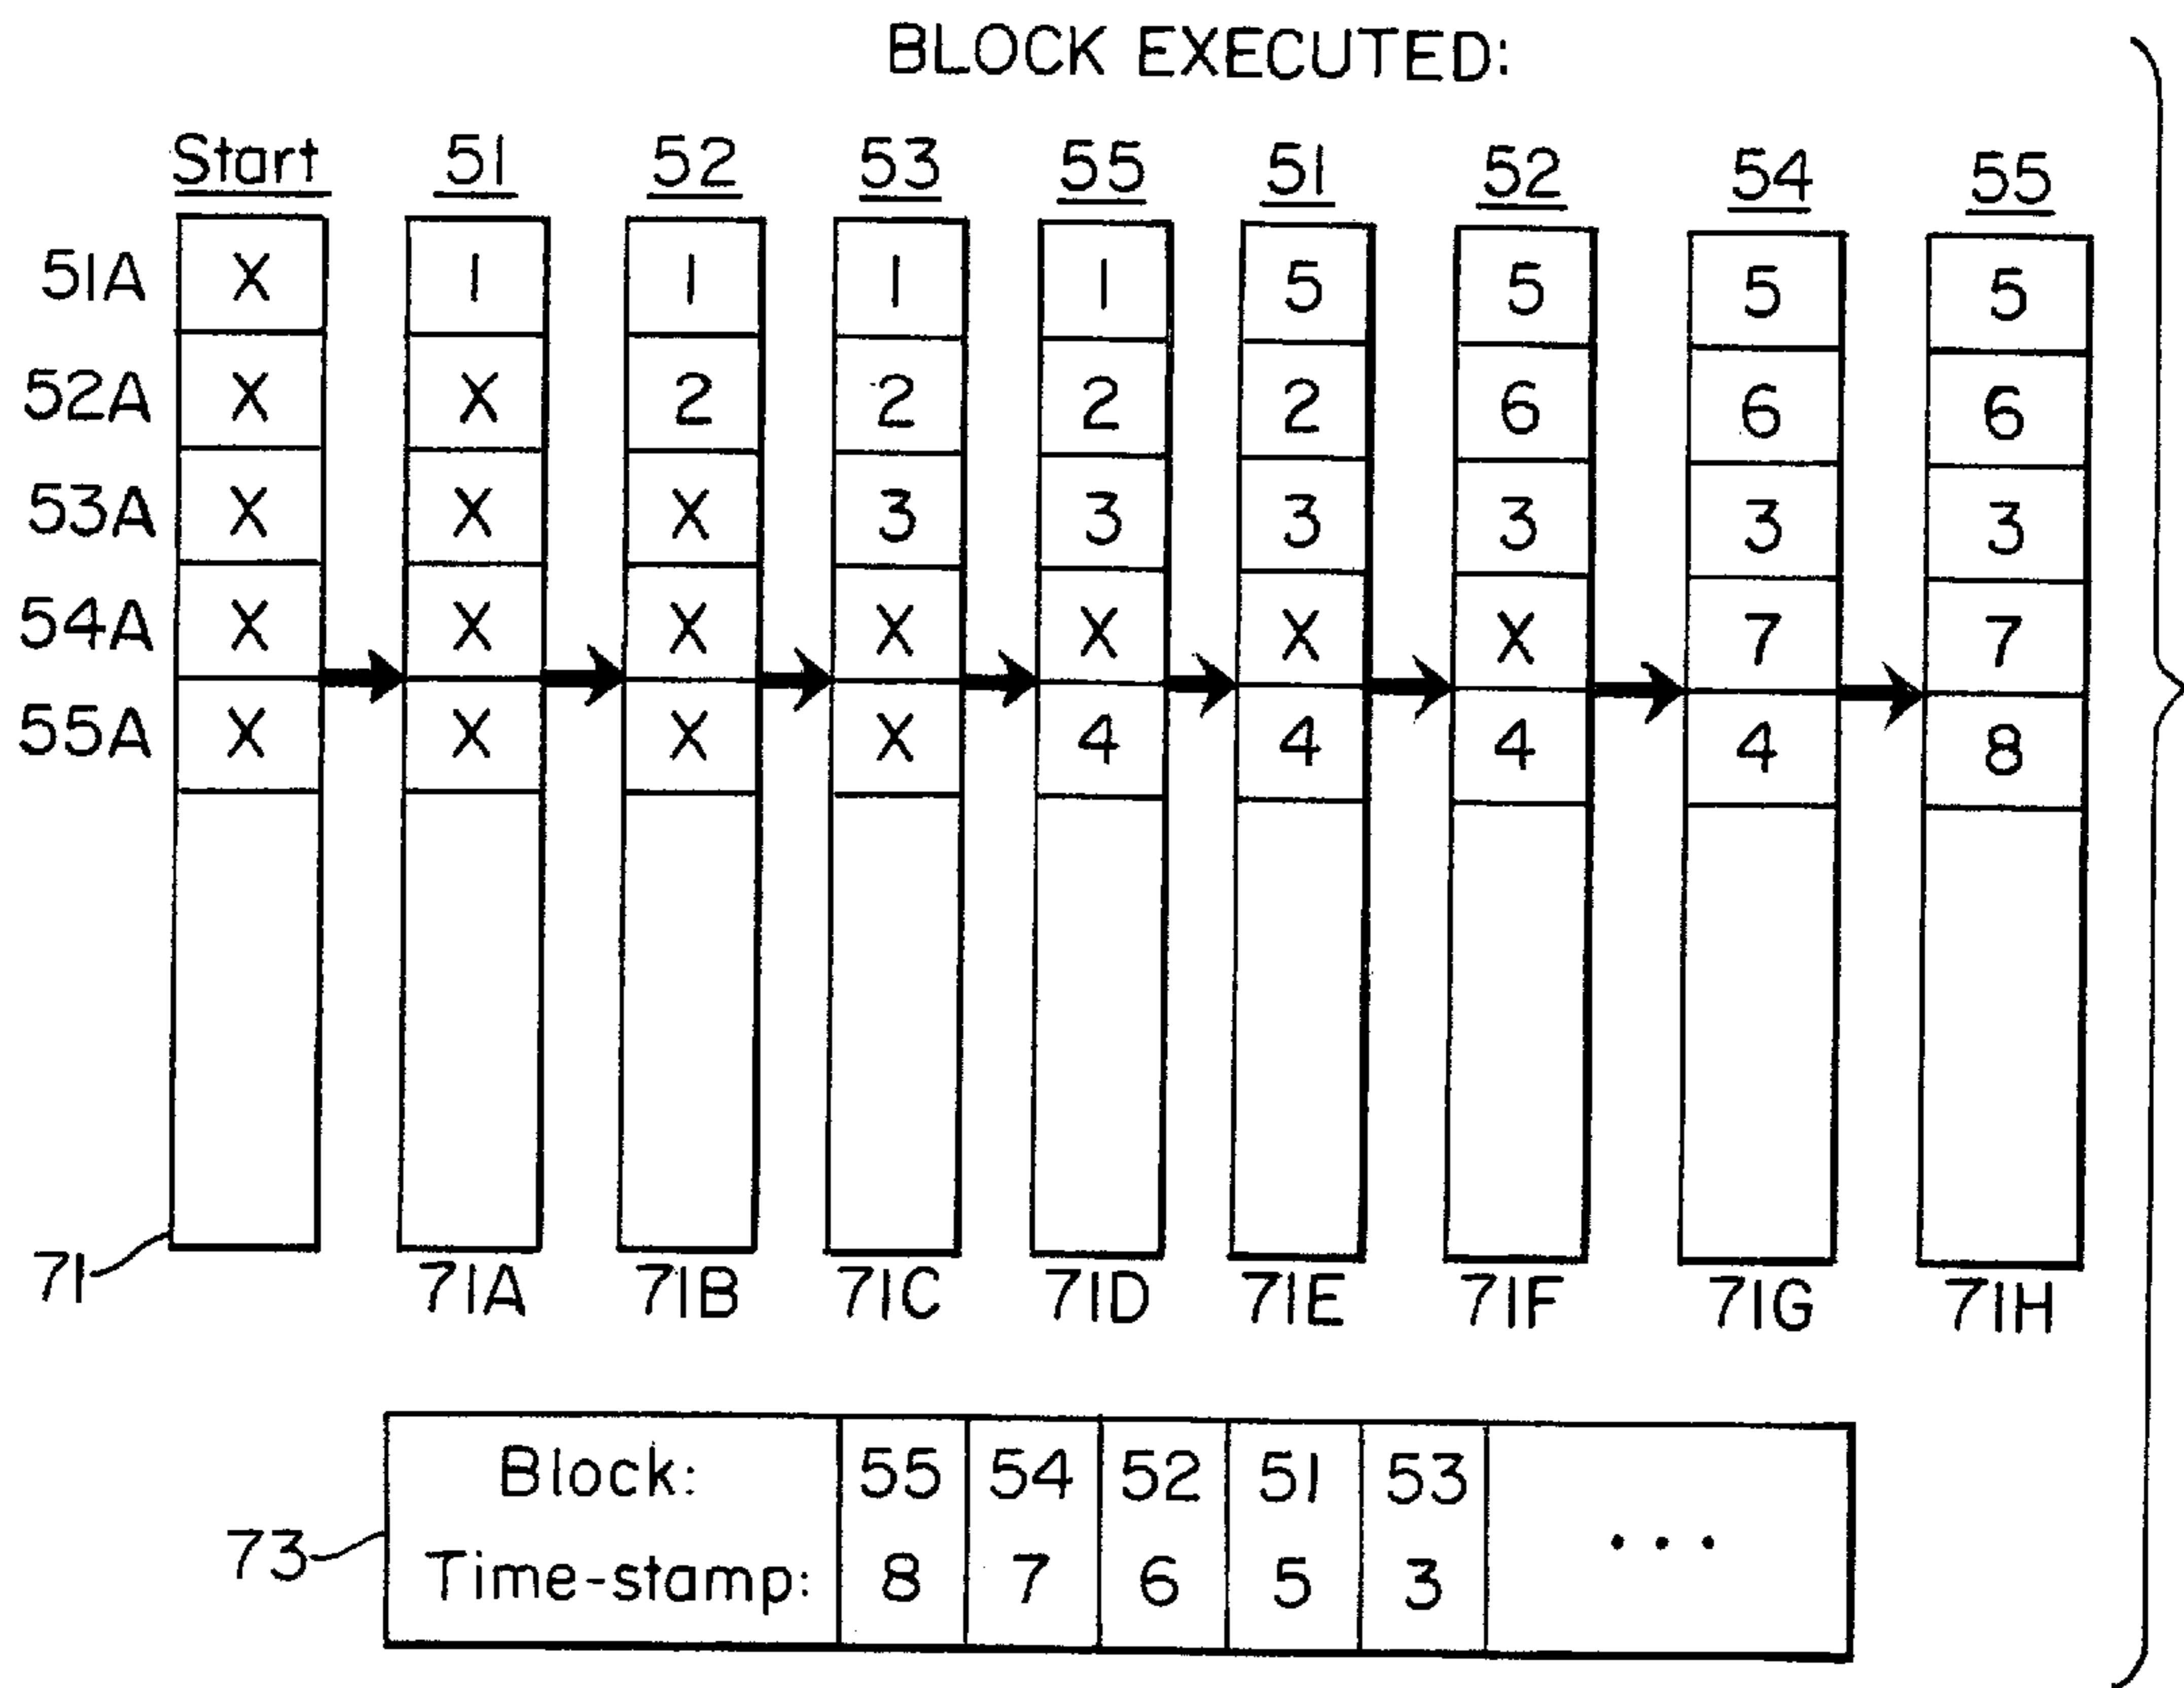 BLOCK EXECUTED:
Start 51 52 53 55 51 52 54 55
51A X 1 1 1 1 5 5 5 5
52A X X 2 2 2 2 6 6 6
53A X X X 3 3 3 3 3 3
54A X X X X X X X 7 7
55A X X X X 4 4 4 4 8
71 71A 71B 71C 71D 71E 71F 71G 71H
Block: 55 54 52 51 53
73 Time-stamp: 8 7 6 5 3 ...